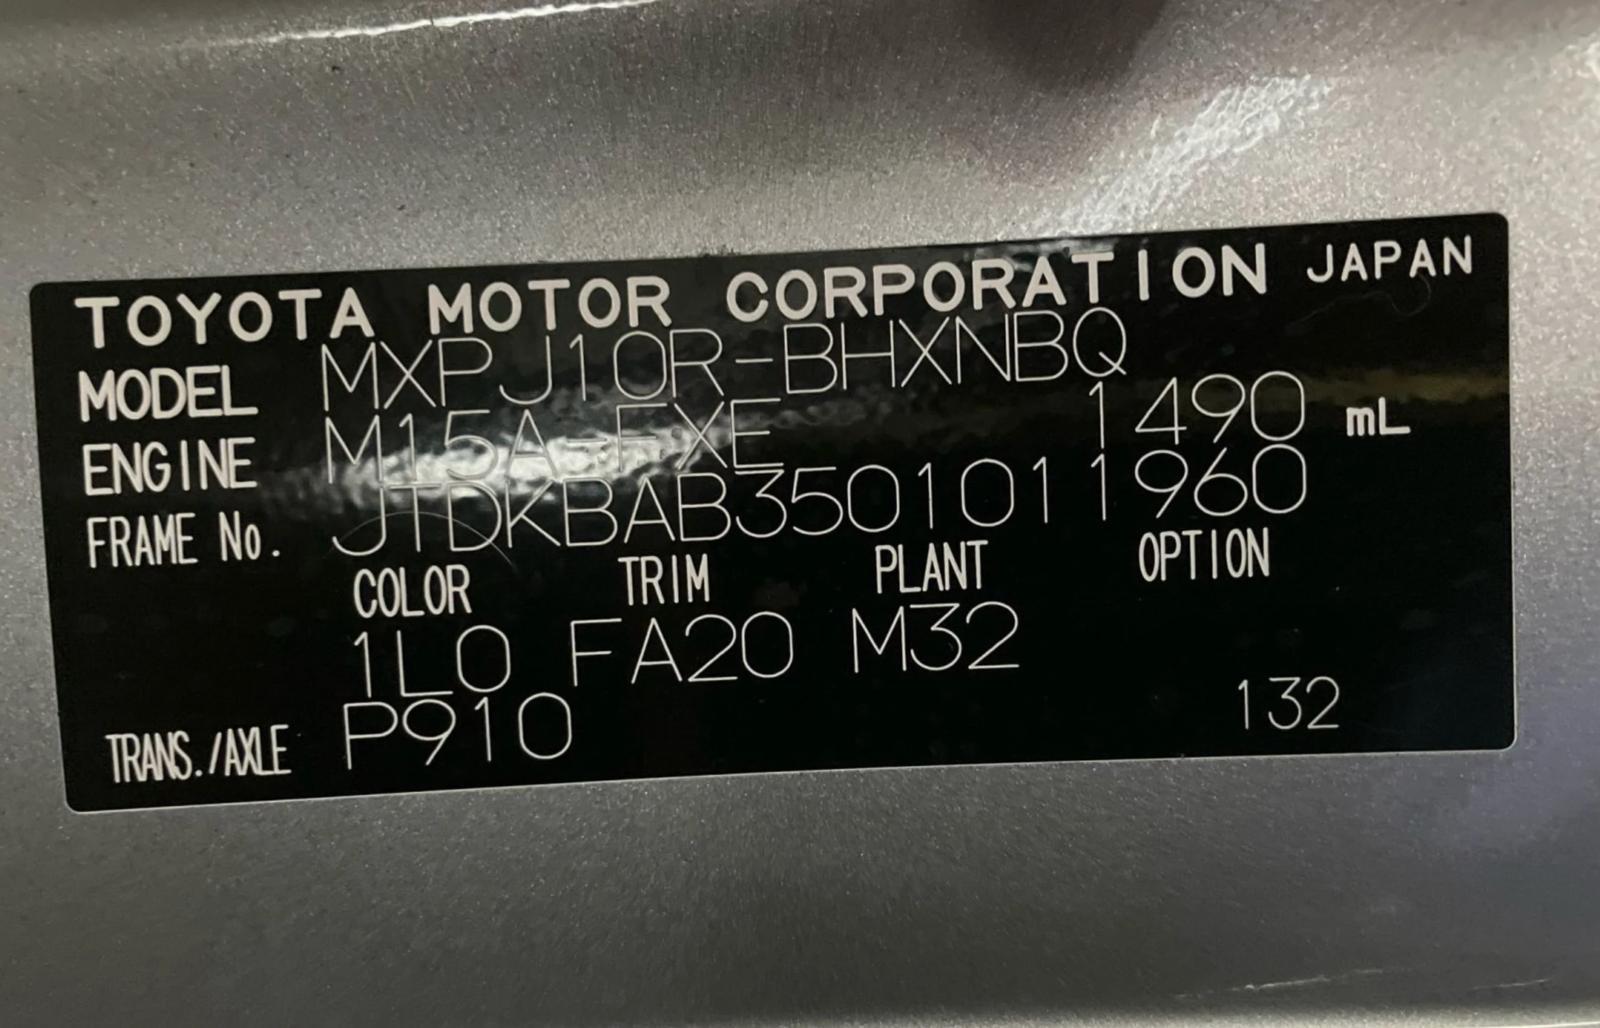 TOYOTA MOTOR CORPORATION JAPAN
MODEL MXPJ10R-BHXNBQ
ENGINE M15A-FXE 1490 mL
FRAME No. JTDKBAB3501011960
COLOR TRIM PLANT OPTION
1L0 FA20 M32
TRANS./AXLE P910 132